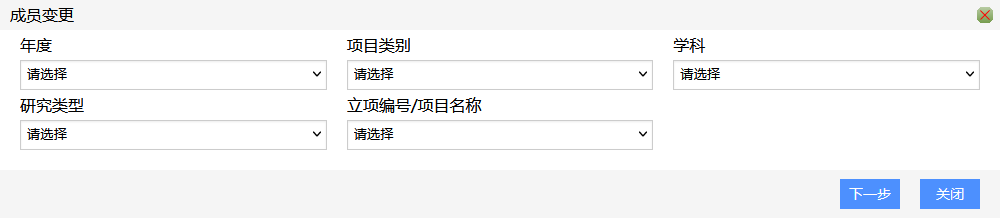 成员变更
年度 项目类别 学科
请选择 请选择 请选择
研究类型 立项编号/项目名称
请选择 请选择
下一步 关闭